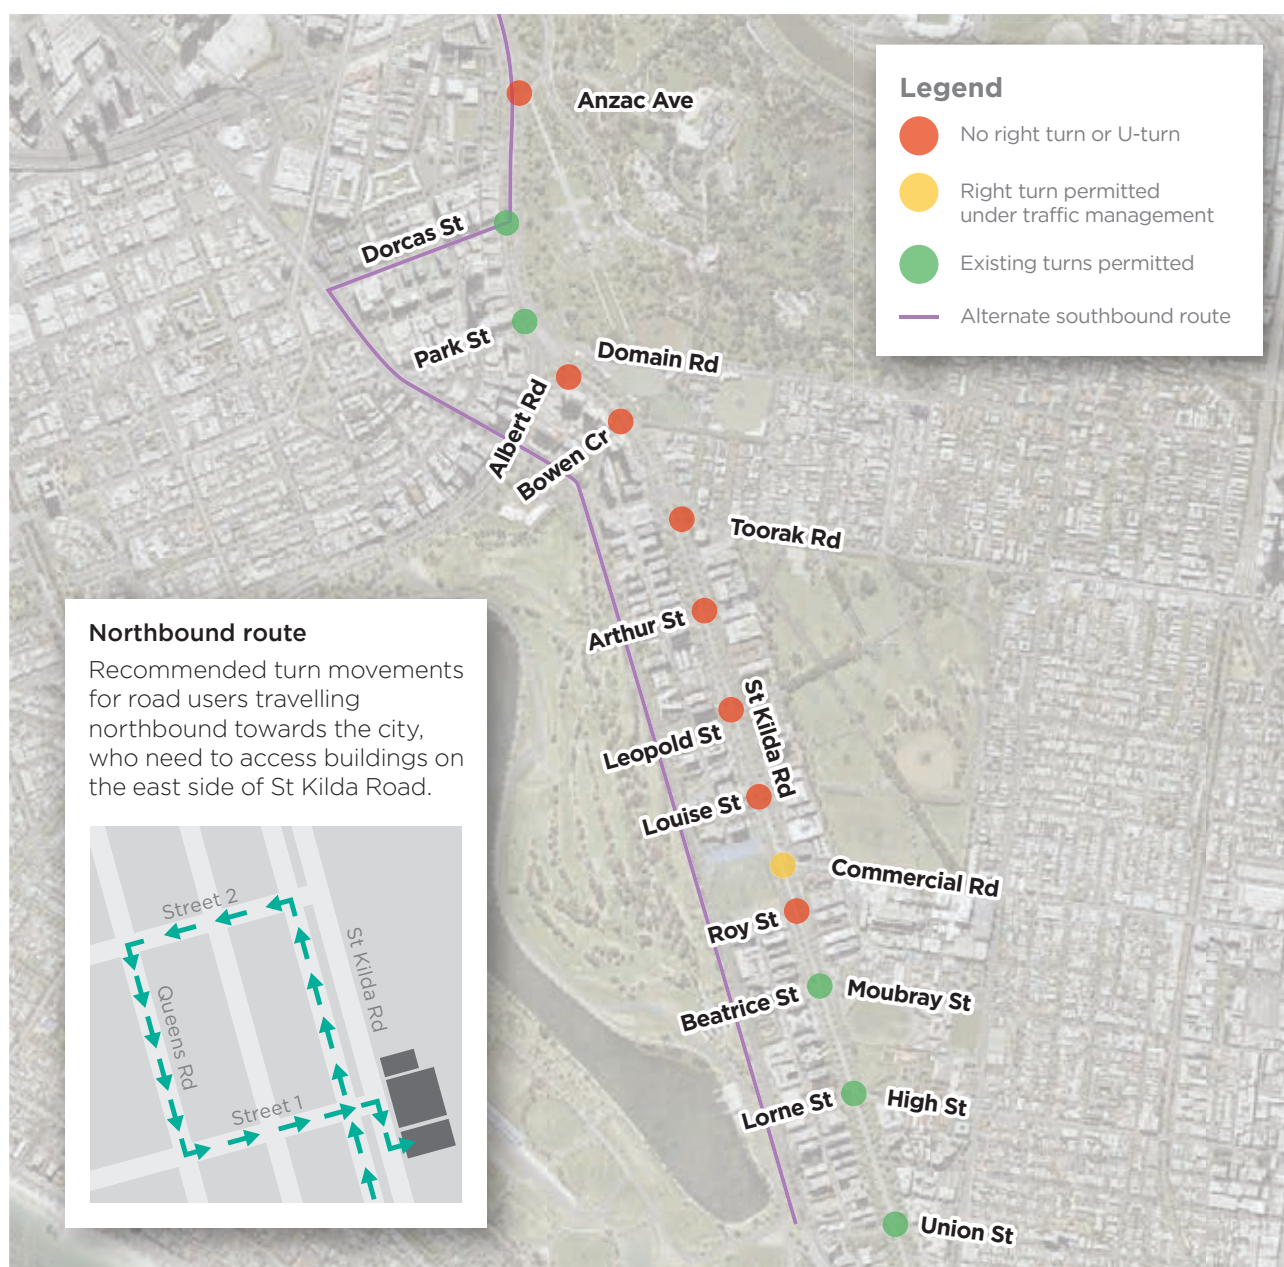 Anzac Ave
Legend
No right turn or U-turn
Right turn permitted
under traffic management
Existing turns permitted
Alternate southbound route
Dorcas St
Park St
Domain Rd
Albert Rd
Bowen Cr
Toorak Rd
Arthur St
St Kilda Rd
Leopold St
Louise St
Commercial Rd
Roy St
Beatrice St
Moubray St
Lorne St
High St
Union St
Northbound route
Recommended turn movements
for road users travelling
northbound towards the city,
who need to access buildings on
the east side of St Kilda Road.
Street 2
St Kilda Rd
Queens Rd
Street 1